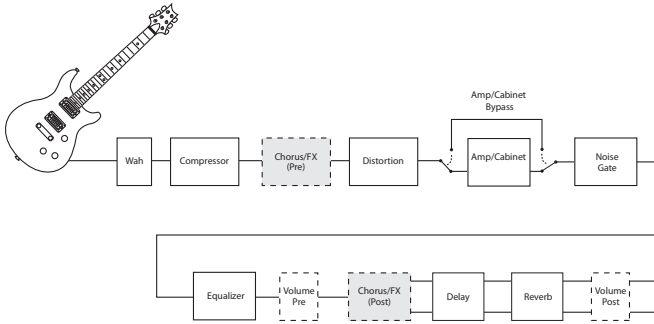 Amp/Cabinet
Bypass
Wah
Compressor
Chorus/FX
(Pre)
Distortion
Amp/Cabinet
Noise
Gate
Equalizer
Volume
Pre
Chorus/FX
(Post)
Delay
Reverb
Volume
Post